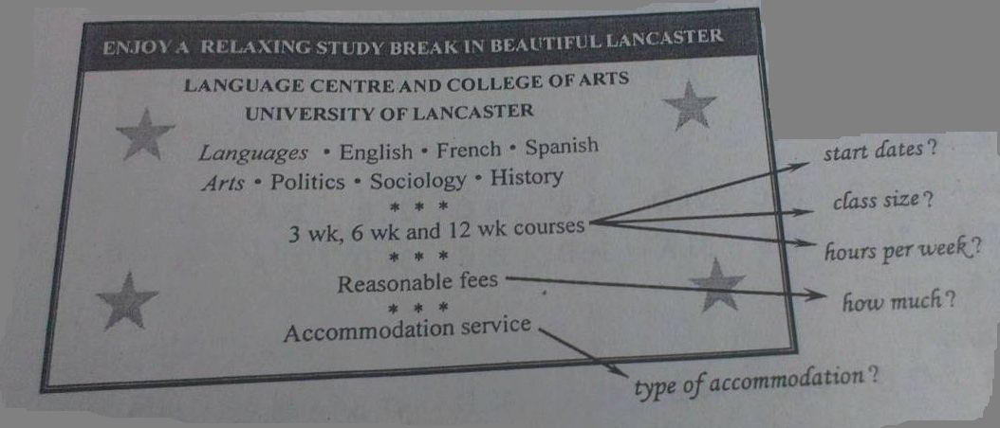 ENJOY A RELAXING STUDY BREAK IN BEAUTIFUL LANCASTER
LANGUAGE CENTRE AND COLLEGE OF ARTS
UNIVERSITY OF LANCASTER
Languages • English • French • Spanish
Arts • Politics • Sociology • History
* * *
3 wk, 6 wk and 12 wk courses
* * *
Reasonable fees
* * *
Accommodation service
start dates?
class size?
hours per week?
how much?
type of accommodation?